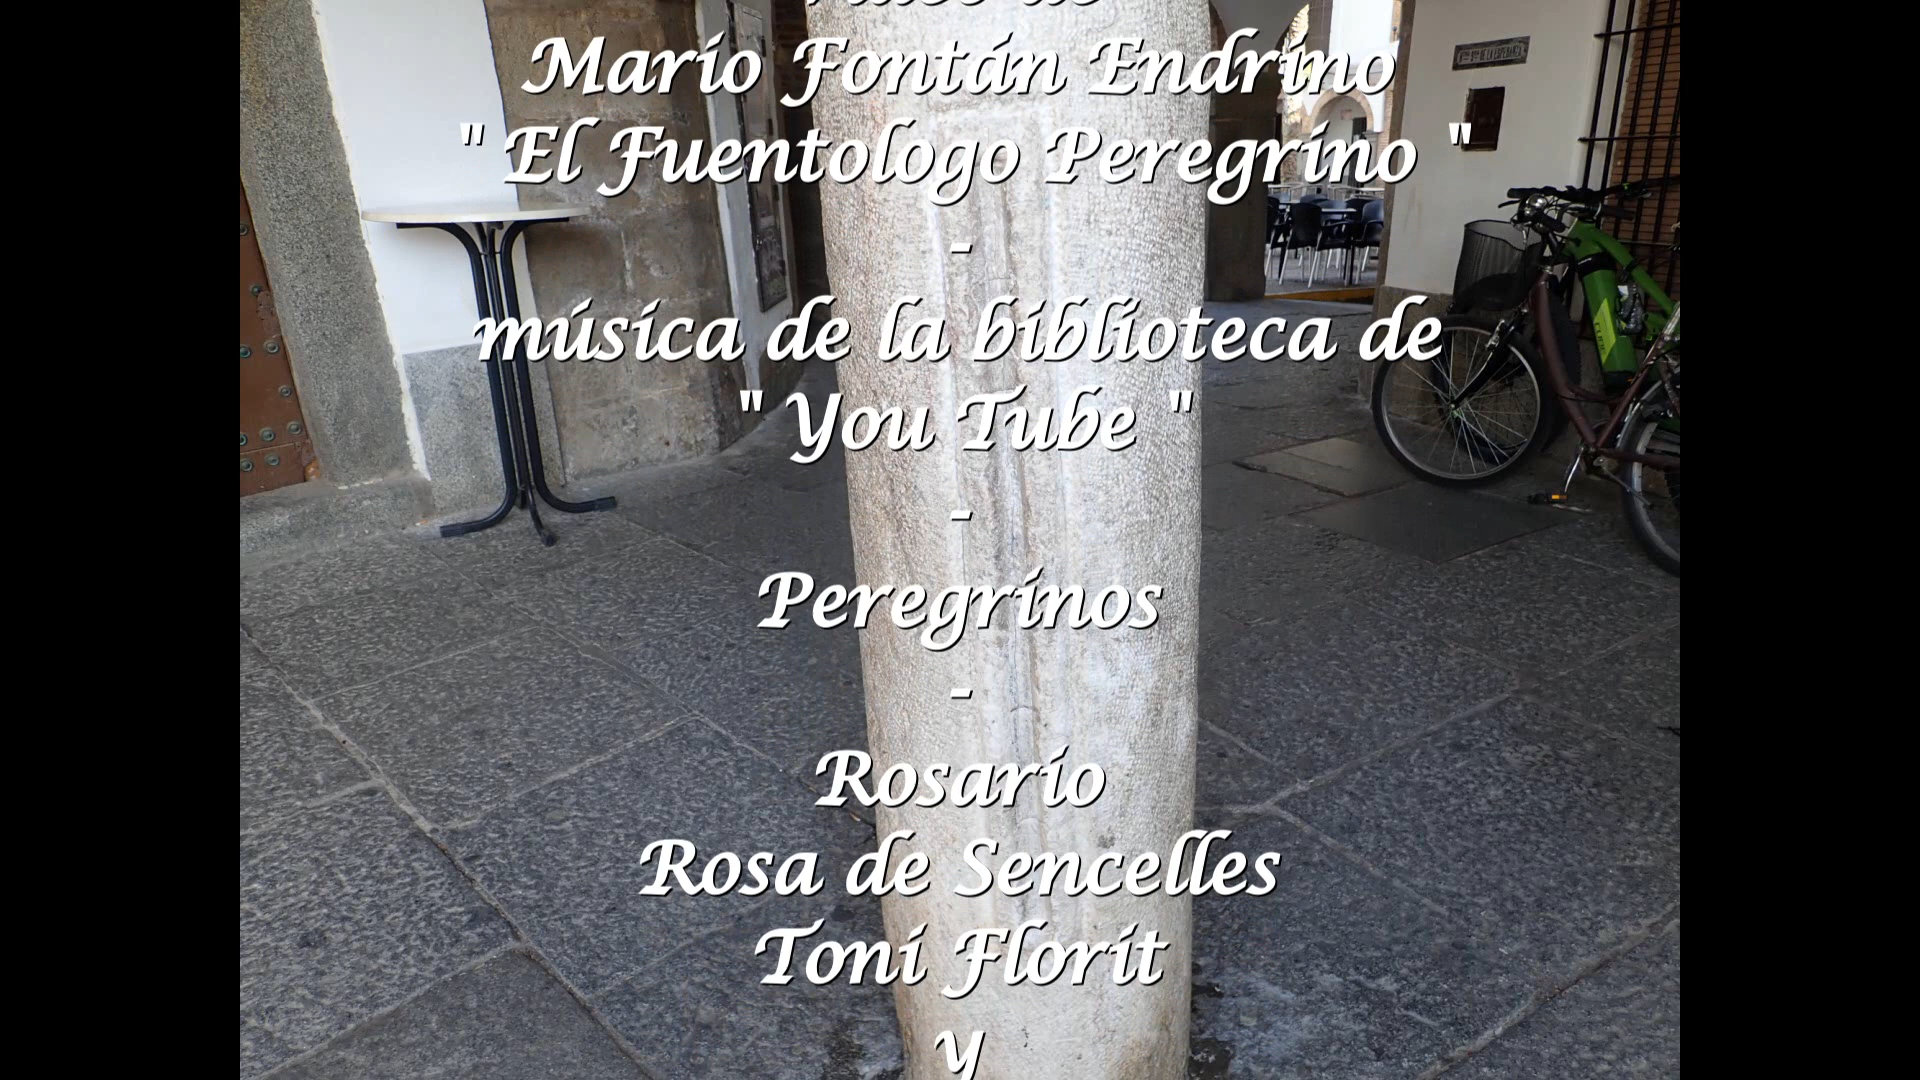 Mario Fontán Endrino
" El Fuentologo Peregrino "
-
música de la biblioteca de
" You Tube "
-
Peregrinos
-
Rosario
Rosa de Sencelles
Toni Florit
y